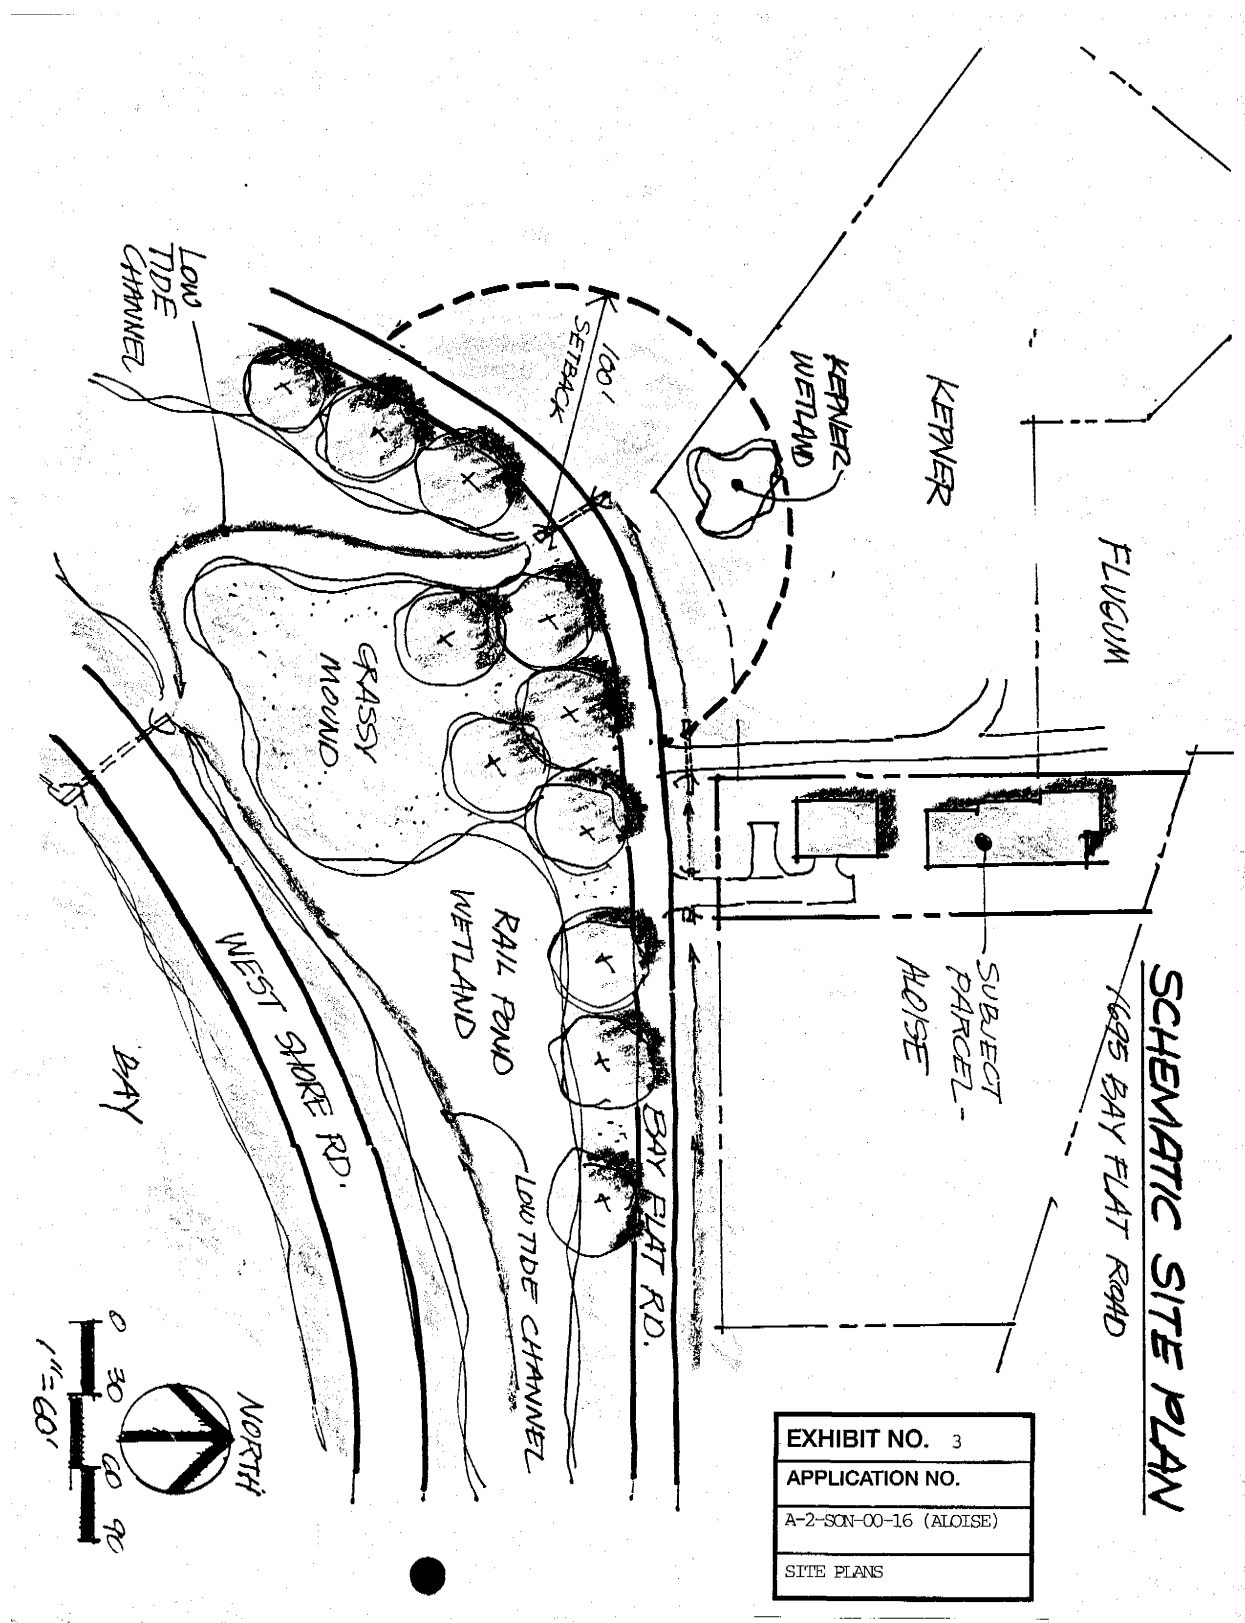 SCHEMATIC SITE PLAN
1695 BAY FLAT ROAD
FLUGUM
KEPNER
KEPNER
WETLAND
SUBJECT
PARCEL -
ALOISE
100'
SETBACK
LOW
TIDE
CHANNEL
GRASSY
MOUND
RAIL POND
WETLAND
BAY FLAT RD.
LOW TIDE CHANNEL
WEST SHORE RD.
BAY
NORTH
0 30 60 90
1"=60'
EXHIBIT NO. 3
APPLICATION NO.
A-2-SON-00-16 (ALOISE)
SITE PLANS